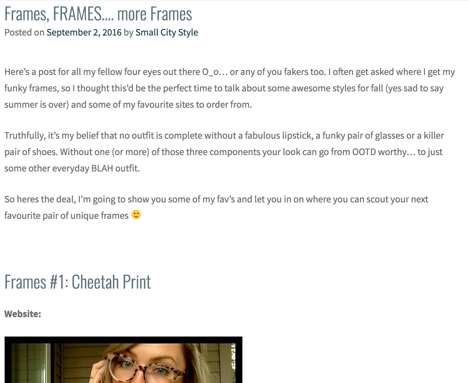 Frames, FRAMES.... more Frames
Posted on September 2, 2016 by Small City Style
Here's a post for all my fellow four eyes out there O_o... or any of you fakers too. I often get asked where I get my
funky frames, so I thought this'd be the perfect time to talk about some awesome styles for fall (yes sad to say
summer is over) and some of my favourite sites to order from.
Truthfully, it's my belief that no outfit is complete without a fabulous lipstick, a funky pair of glasses or a killer
pair of shoes. Without one (or more) of those three components your look can go from OOTD worthy... to just
some other everyday BLAH outfit.
So heres the deal, I'm going to show you some of my fav's and let you in on where you can scout your next
favourite pair of unique frames 🙂
Frames #1: Cheetah Print
Website: